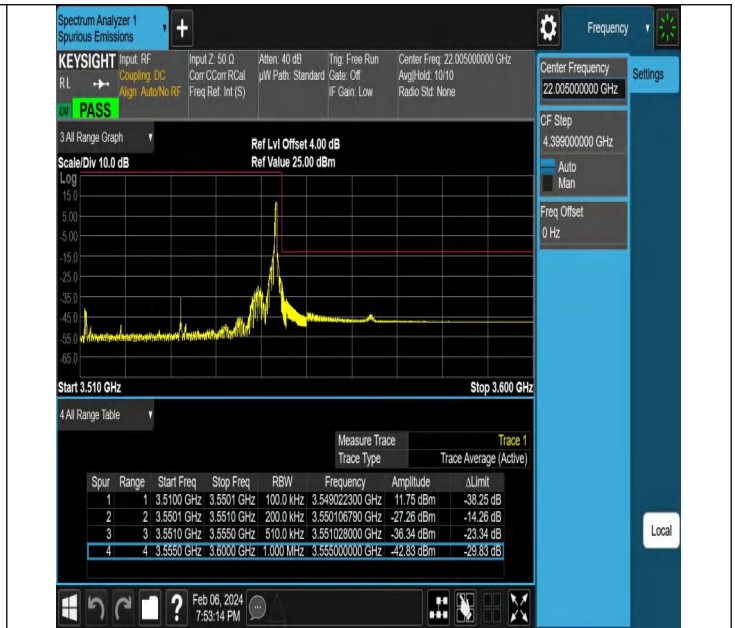 Spectrum Analyzer 1
Spurious Emissions
+
Frequency
KEYSIGHT Input: RF Input Z: 50 Ω Atten: 40 dB Trig: Free Run Center Freq: 22.005000000 GHz
RL Coupling: DC Corr CCorr RCal µW Path: Standard Gate: Off Avg|Hold: 10/10
Align: Auto/No RF Freq Ref: Int (S) IF Gain: Low Radio Std: None
PASS
Center Frequency
22.005000000 GHz
Settings
CF Step
4.399000000 GHz
Auto
Man
Freq Offset
0 Hz
3 All Range Graph
Ref Lvl Offset 4.00 dB
Scale/Div 10.0 dB Ref Value 25.00 dBm
Log
15.0
5.00
-5.00
-15.0
-25.0
-35.0
-45.0
-55.0
-65.0
Start 3.510 GHz Stop 3.600 GHz
4 All Range Table
Measure Trace Trace 1
Trace Type Trace Average (Active)
Spur Range Start Freq Stop Freq RBW Frequency Amplitude ΔLimit
1 1 3.5100 GHz 3.5501 GHz 100.0 kHz 3.549022300 GHz 11.75 dBm -38.25 dB
2 2 3.5501 GHz 3.5510 GHz 200.0 kHz 3.550106790 GHz -27.26 dBm -14.26 dB
3 3 3.5510 GHz 3.5550 GHz 510.0 kHz 3.551028000 GHz -36.34 dBm -23.34 dB
4 4 3.5550 GHz 3.6000 GHz 1.000 MHz 3.555000000 GHz -42.83 dBm -29.83 dB
Local
? Feb 06, 2024
7:53:14 PM